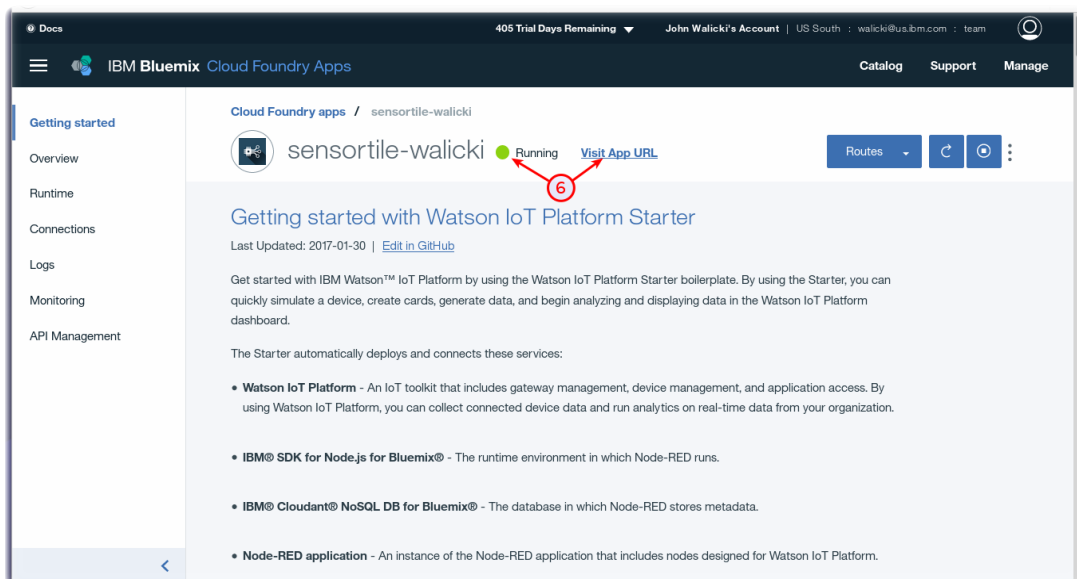 Docs
405 Trial Days Remaining
John Walicki's Account | US South : walicki@us.ibm.com : team
IBM Bluemix Cloud Foundry Apps
Catalog
Support
Manage
Getting started
Overview
Runtime
Connections
Logs
Monitoring
API Management
Cloud Foundry apps / sensortile-walicki
sensortile-walicki
Running
Visit App URL
Routes
6
Getting started with Watson IoT Platform Starter
Last Updated: 2017-01-30 | Edit in GitHub
Get started with IBM Watson™ IoT Platform by using the Watson IoT Platform Starter boilerplate. By using the Starter, you can
quickly simulate a device, create cards, generate data, and begin analyzing and displaying data in the Watson IoT Platform
dashboard.
The Starter automatically deploys and connects these services:
• Watson IoT Platform - An IoT toolkit that includes gateway management, device management, and application access. By
using Watson IoT Platform, you can collect connected device data and run analytics on real-time data from your organization.
• IBM® SDK for Node.js for Bluemix® - The runtime environment in which Node-RED runs.
• IBM® Cloudant® NoSQL DB for Bluemix® - The database in which Node-RED stores metadata.
• Node-RED application - An instance of the Node-RED application that includes nodes designed for Watson IoT Platform.